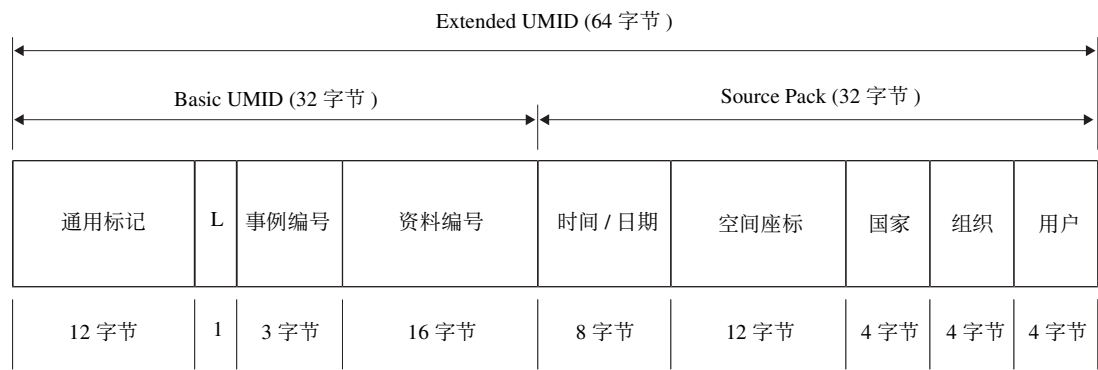 Extended UMID (64 字节 )
Basic UMID (32 字节 )
Source Pack (32 字节 )
通用标记 L 事例编号 资料编号 时间 / 日期 空间座标 国家 组织 用户
12 字节 1 3 字节 16 字节 8 字节 12 字节 4 字节 4 字节 4 字节